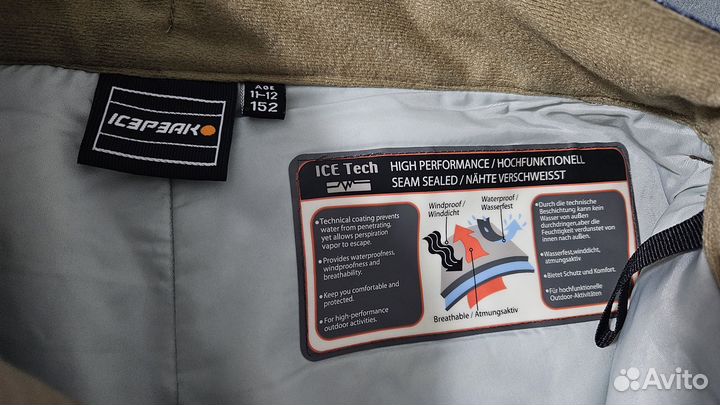 ICEPEAK
AGE
11-12
152
ICE Tech
HIGH PERFORMANCE / HOCHFUNKTIONELL
SEAM SEALED / NÄHTE VERSCHWEISST
•Technical coating prevents
water from penetrating,
yet allows perspiration
vapor to escape.
•Provides waterproofness,
windproofness and
breathability.
•Keep you comfortable and
protected.
•For high-performance
outdoor activities.
Windproof /
Winddicht
Waterproof /
Wasserfest
Breathable / Atmungsaktiv
•Durch die technische
Beschichtung kann kein
Wasser von außen
durchdringen,aber die
Feuchtigkeit verdunstet von
innen nach außen.
•Wasserfest,winddicht,
atmungsaktiv
•Bietet Schutz und Komfort.
•Für hochfunktionelle
Outdoor-Aktivitäten
Avito